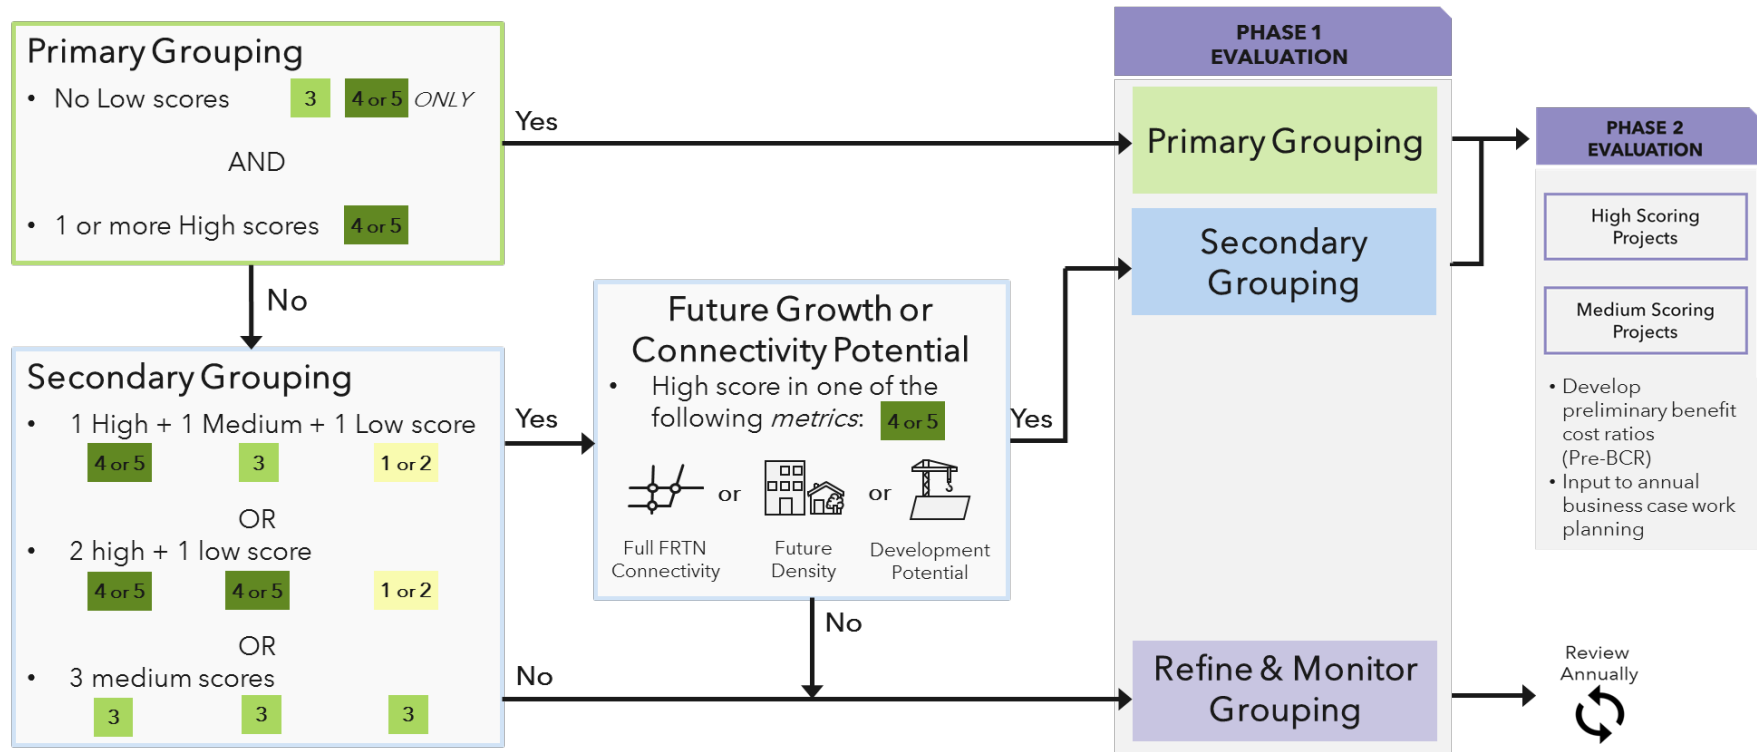 Primary Grouping
• No Low scores 3 4 or 5 ONLY
AND
• 1 or more High scores 4 or 5
Yes
No
Secondary Grouping
• 1 High + 1 Medium + 1 Low score
4 or 5 3 1 or 2
OR
• 2 high + 1 low score
4 or 5 4 or 5 1 or 2
OR
• 3 medium scores
3 3 3
Yes
No
Future Growth or
Connectivity Potential
• High score in one of the
following metrics: 4 or 5
or or
Full FRTN
Connectivity
Future
Density
Development
Potential
Yes
No
PHASE 1
EVALUATION
Primary Grouping
Secondary
Grouping
Refine & Monitor
Grouping
PHASE 2
EVALUATION
High Scoring
Projects
Medium Scoring
Projects
• Develop
preliminary benefit
cost ratios
(Pre-BCR)
• Input to annual
business case work
planning
Review
Annually